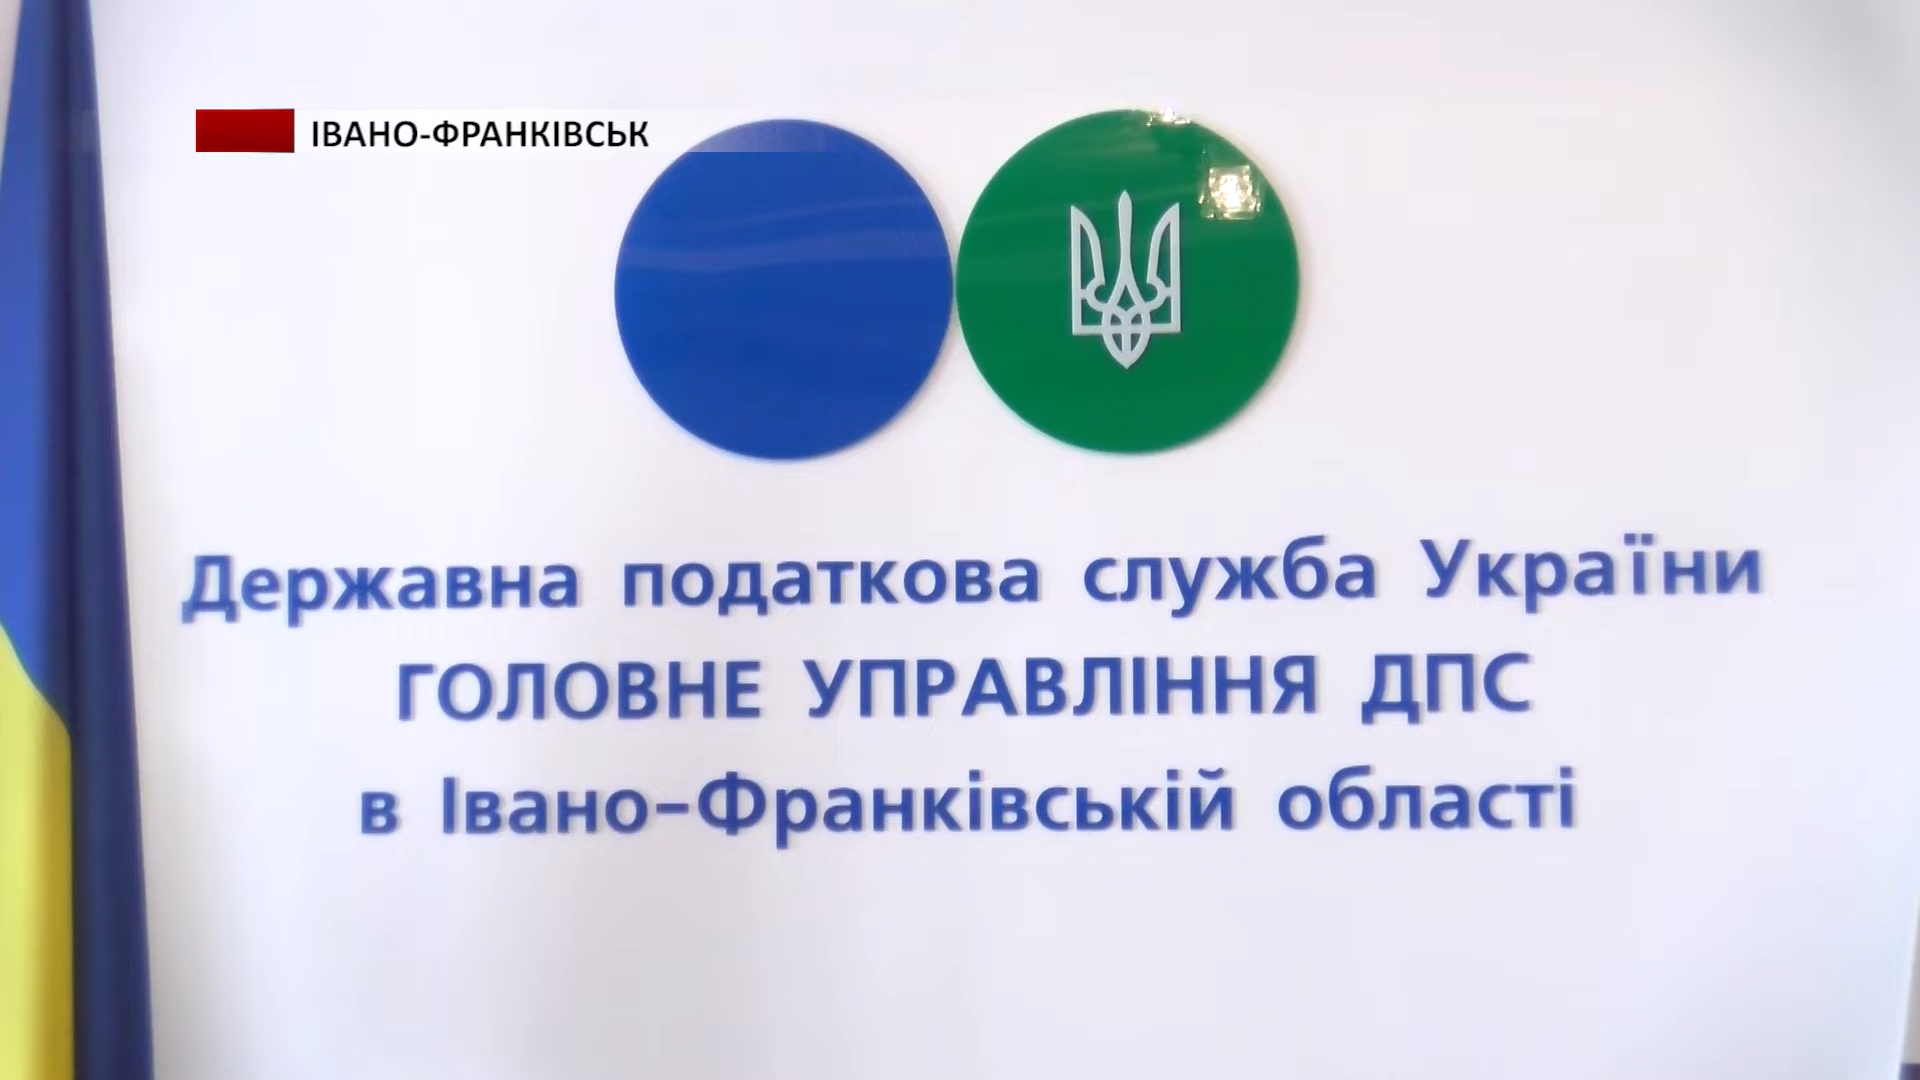 ІВАНО-ФРАНКІВСЬК
Державна податкова служба України
ГОЛОВНЕ УПРАВЛІННЯ ДПС
в Івано-Франківській області